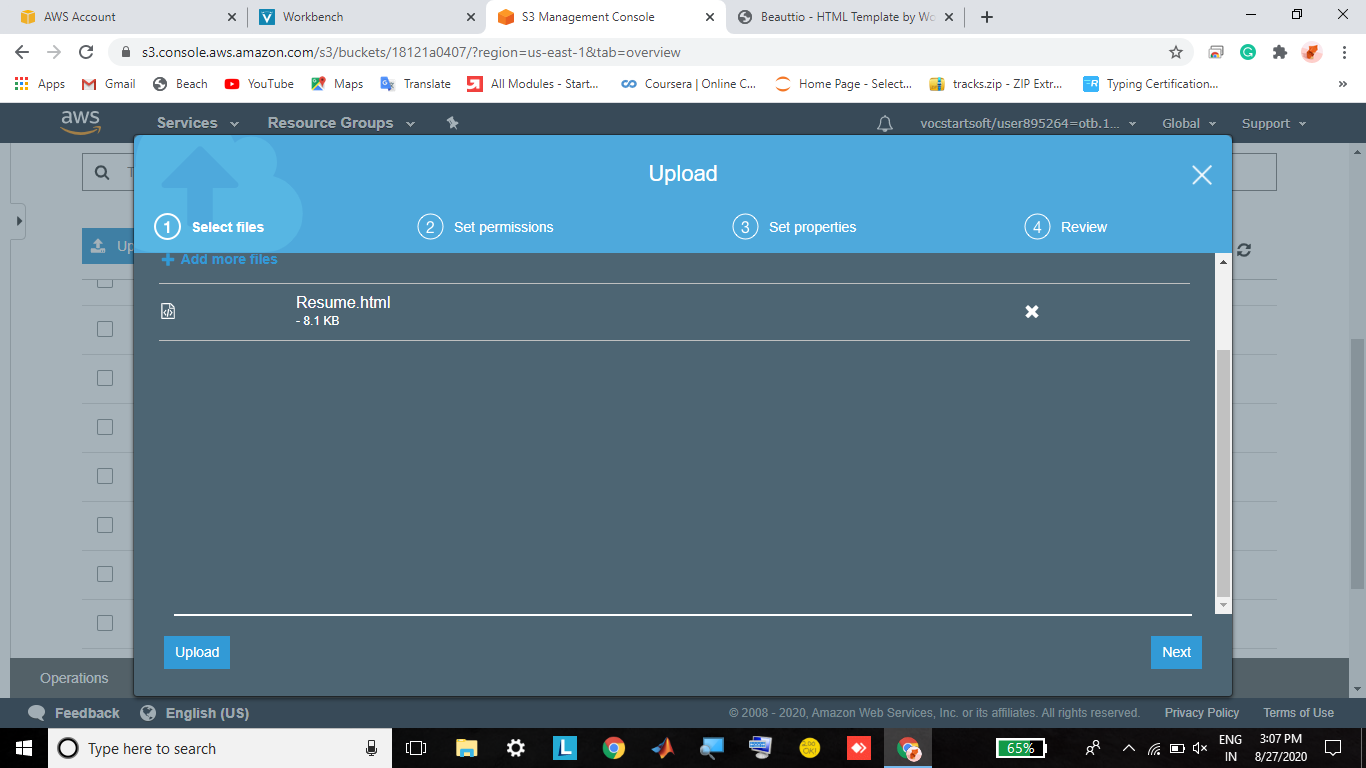 AWS Account
Workbench
S3 Management Console
Beauttio - HTML Template by Wo
s3.console.aws.amazon.com/s3/buckets/18121a0407/?region=us-east-1&tab=overview
Apps
Gmail
Beach
YouTube
Maps
Translate
All Modules - Start...
Coursera | Online C...
Home Page - Select...
tracks.zip - ZIP Extr...
Typing Certification...
»
aws
Services
Resource Groups
vocstartsoft/user895264=otb.1...
Global
Support
Upload
1 Select files
2 Set permissions
3 Set properties
4 Review
Up
Add more files
Resume.html
- 8.1 KB
Upload
Next
Operations
Feedback
English (US)
© 2008 - 2020, Amazon Web Services, Inc. or its affiliates. All rights reserved.
Privacy Policy
Terms of Use
Type here to search
65%
ENG
IN
3:07 PM
8/27/2020